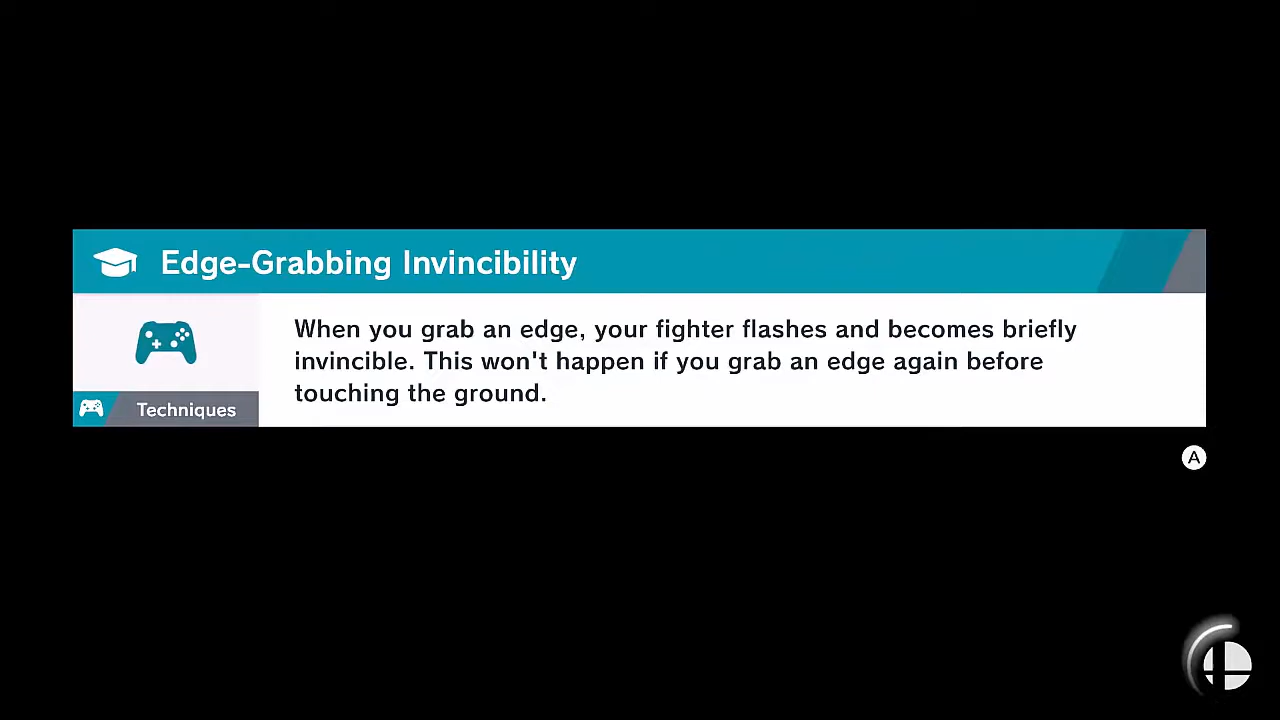 Edge-Grabbing Invincibility
When you grab an edge, your fighter flashes and becomes briefly
invincible. This won't happen if you grab an edge again before
touching the ground.
Techniques
A